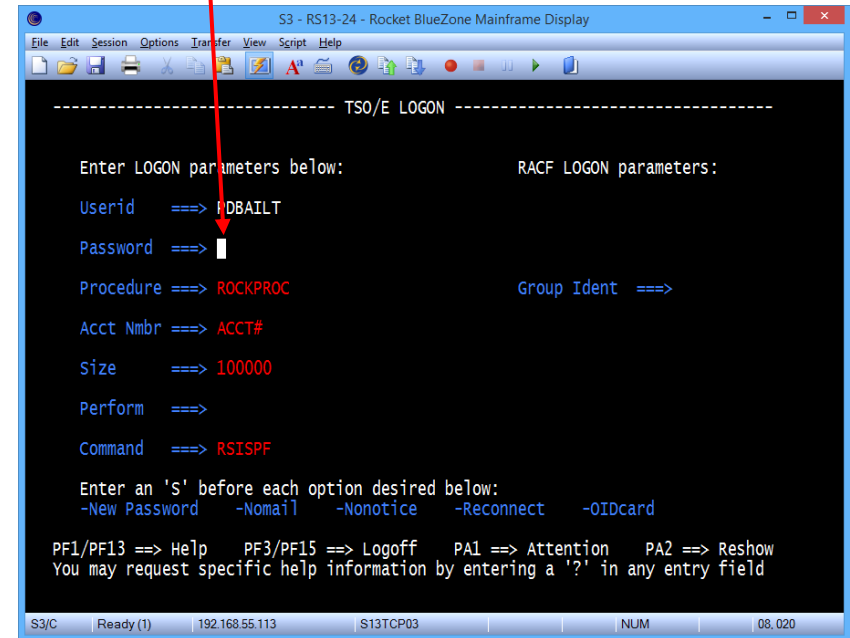 S3 - RS13-24 - Rocket BlueZone Mainframe Display
File Edit Session Options Transfer View Script Help
------------------------------- TSO/E LOGON -----------------------------------
Enter LOGON parameters below: RACF LOGON parameters:
Userid ===> RDBAILT
Password ===>
Procedure ===> ROCKPROC Group Ident ===>
Acct Nmbr ===> ACCT#
Size ===> 100000
Perform ===>
Command ===> RSISPF
Enter an 'S' before each option desired below:
-New Password -Nomail -Nonotice -Reconnect -OIDcard
PF1/PF13 ==> Help PF3/PF15 ==> Logoff PA1 ==> Attention PA2 ==> Reshow
You may request specific help information by entering a '?' in any entry field
S3/C Ready (1) 192.168.55.113 S13TCP03 NUM 08, 020